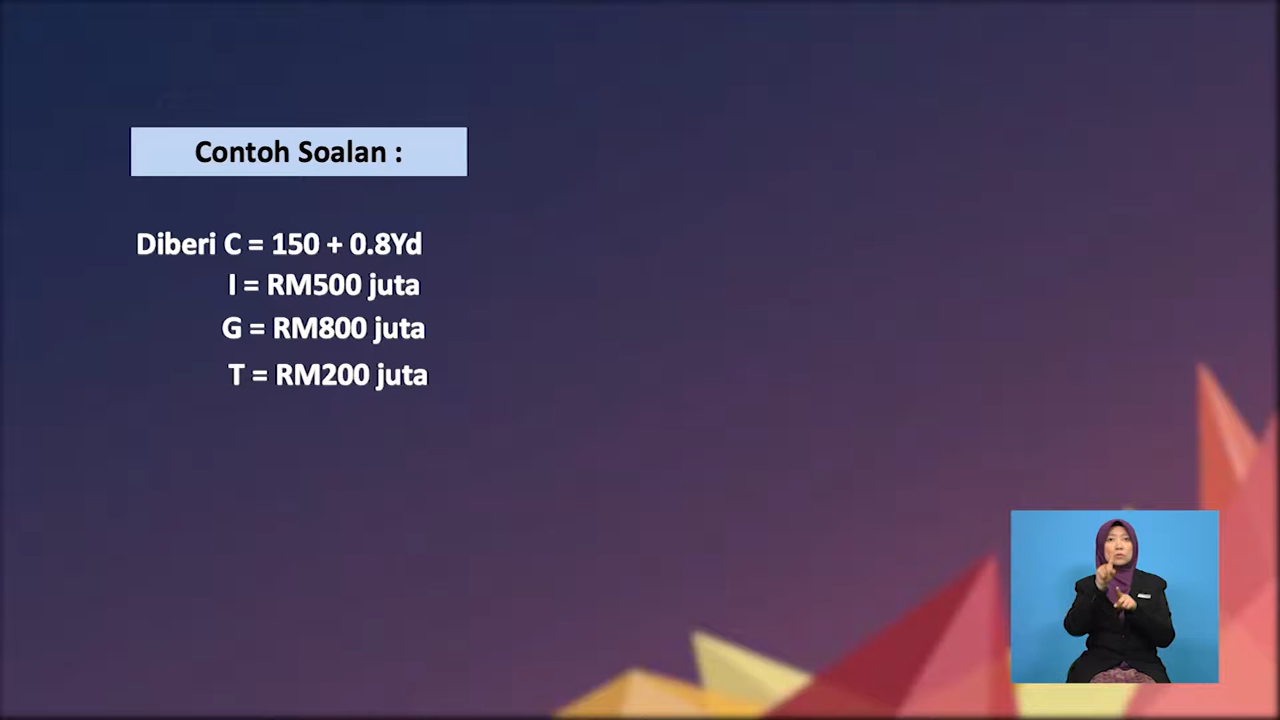 Contoh Soalan :
Diberi C = 150 + 0.8Yd
I = RM500 juta
G = RM800 juta
T = RM200 juta